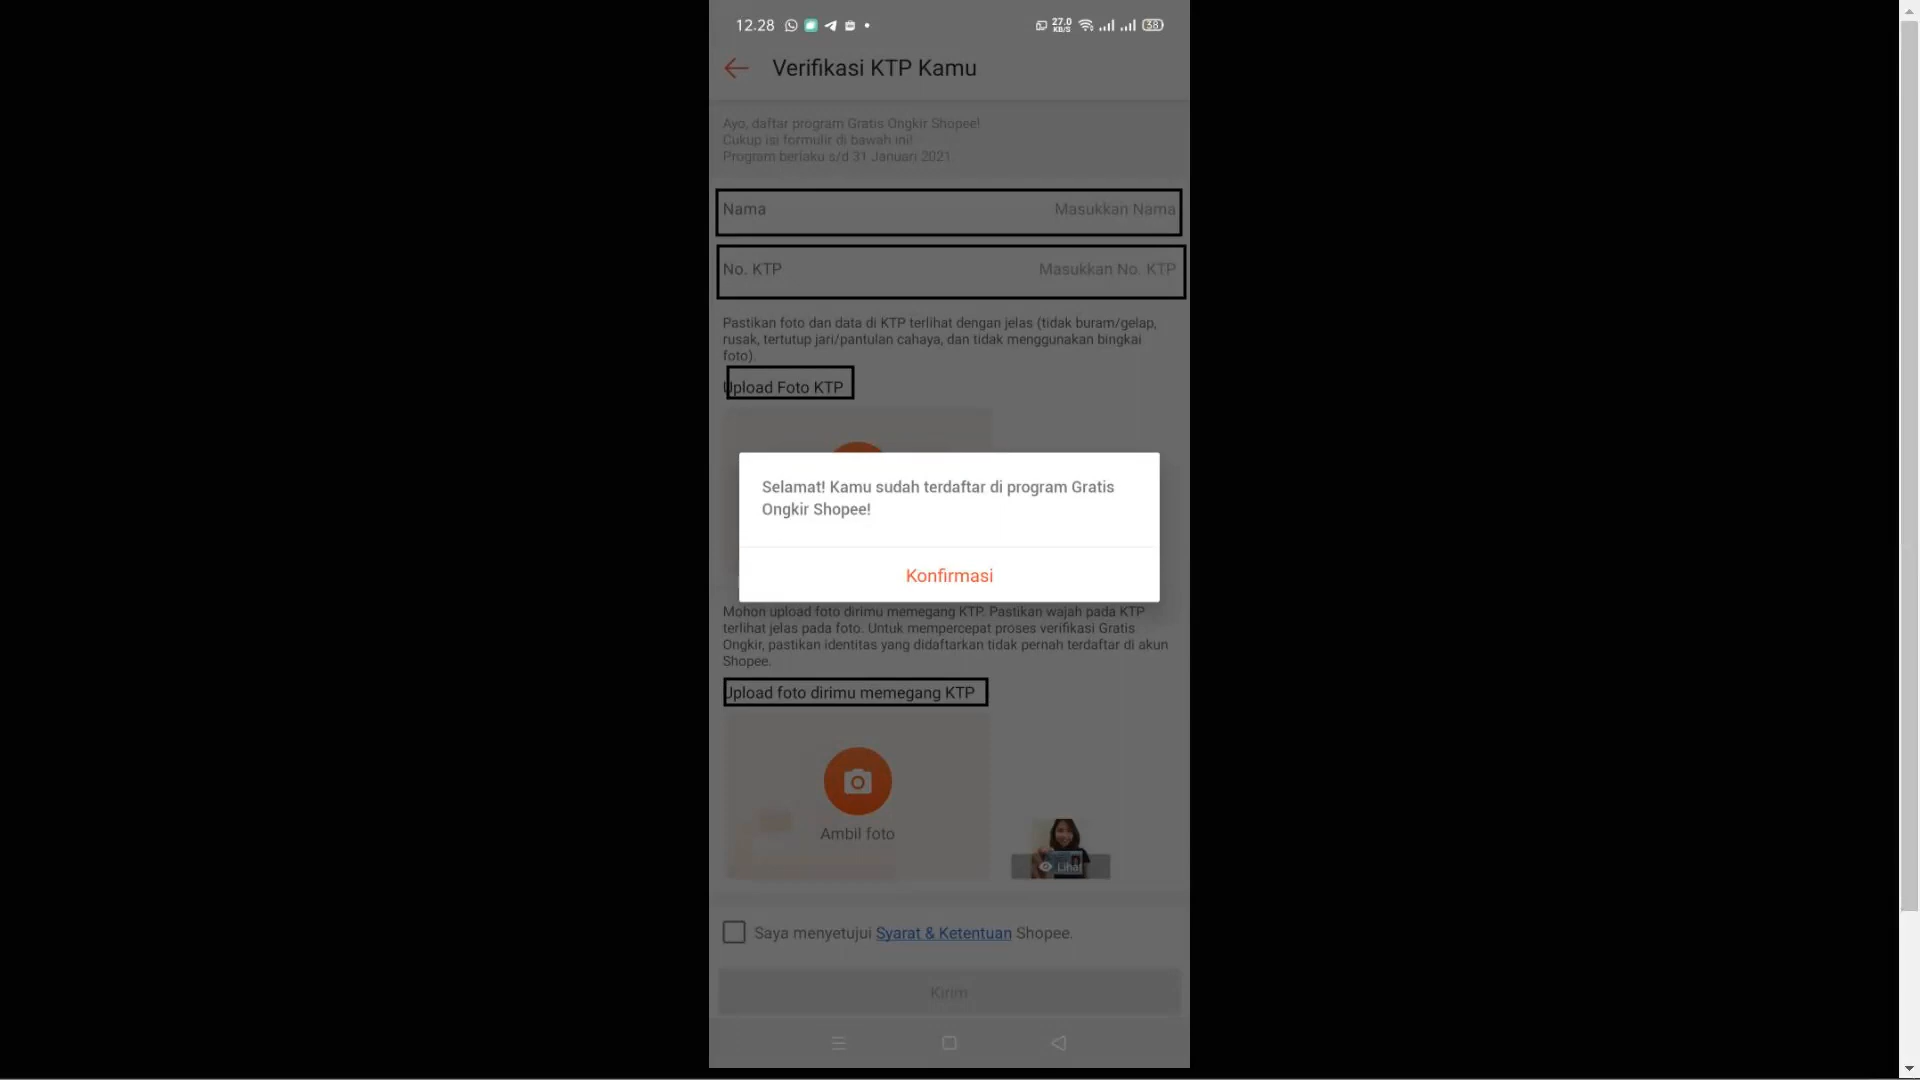 12.28
27.0
KB/S
38
Verifikasi KTP Kamu
Ayo, daftar program Gratis Ongkir Shopee!
Cukup isi formulir di bawah ini!
Program berlaku s/d 31 Januari 2021.
Nama Masukkan Nama
No. KTP Masukkan No. KTP
Pastikan foto dan data di KTP terlihat dengan jelas (tidak buram/gelap,
rusak, tertutup jari/pantulan cahaya, dan tidak menggunakan bingkai
foto).
Upload Foto KTP
Selamat! Kamu sudah terdaftar di program Gratis
Ongkir Shopee!
Konfirmasi
Mohon upload foto dirimu memegang KTP. Pastikan wajah pada KTP
terlihat jelas pada foto. Untuk mempercepat proses verifikasi Gratis
Ongkir, pastikan identitas yang didaftarkan tidak pernah terdaftar di akun
Shopee.
Upload foto dirimu memegang KTP
Ambil foto
Lihat
Saya menyetujui Syarat & Ketentuan Shopee.
Kirim